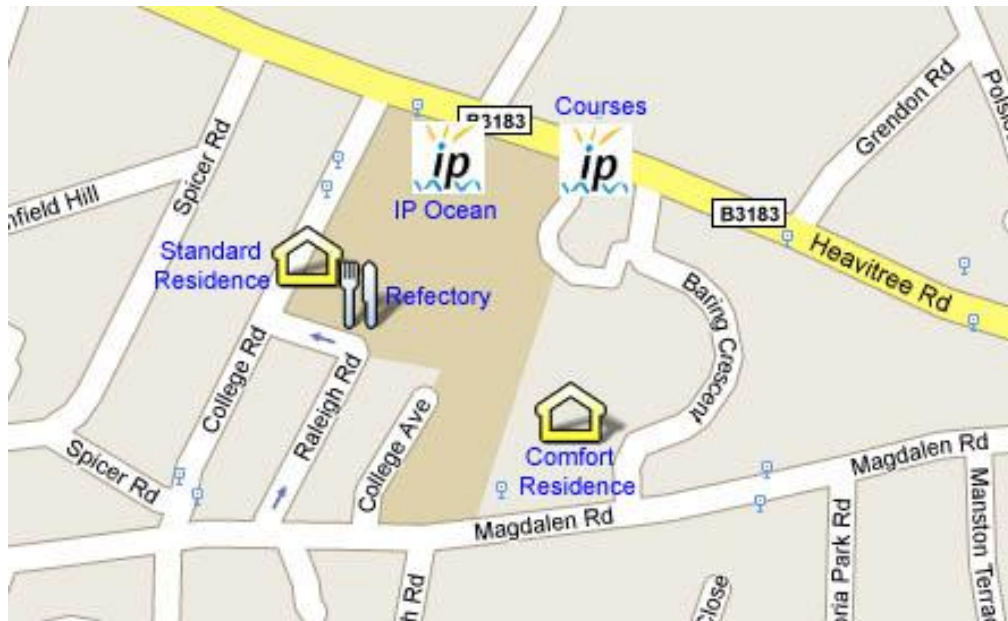 Courses
B3183
ip
ip
IP Ocean
Grendon Rd
Spicer Rd
nfield Hill
B3183
Heavitree Rd
Standard
Residence
Refectory
Baring Crescent
College Rd
Raleigh Rd
College Ave
Comfort
Residence
Spicer Rd
Magdalen Rd
Magdalen Rd
Manston Terrac
oria Park Rd
h Rd
Close